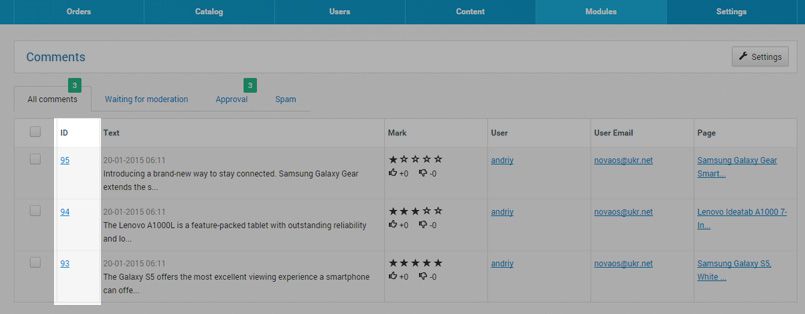 Orders Catalog Users Content Modules Settings
Comments
Settings
3 3
All comments Waiting for moderation Approval Spam
ID Text Mark User User Email Page
95 20-01-2015 06:11 andriy novaos@ukr.net Samsung Galaxy Gear
Introducing a brand-new way to stay connected. Samsung Galaxy Gear +0 -0 Smart...
extends the s...
94 20-01-2015 06:11 andriy novaos@ukr.net Lenovo Ideatab A1000 7-
The Lenovo A1000L is a feature-packed tablet with outstanding reliability +0 -0 In...
and lo...
93 20-01-2015 06:11 andriy novaos@ukr.net Samsung Galaxy S5,
The Galaxy S5 offers the most excellent viewing experience a smartphone +0 -0 White ...
can offe...